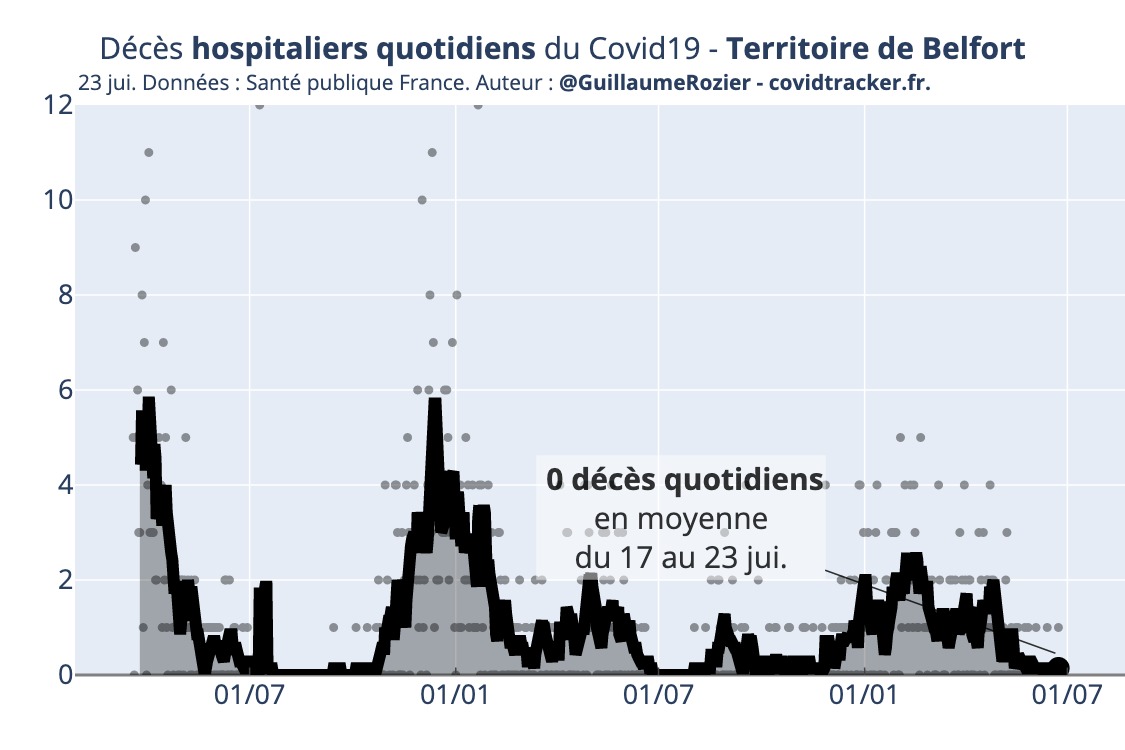 Décès hospitaliers quotidiens du Covid19 - Territoire de Belfort
23 jui. Données : Santé publique France. Auteur : @GuillaumeRozier - covidtracker.fr.
12
10
8
6
4
2
0
0 décès quotidiens
en moyenne
du 17 au 23 jui.
01/07 01/01 01/07 01/01 01/07